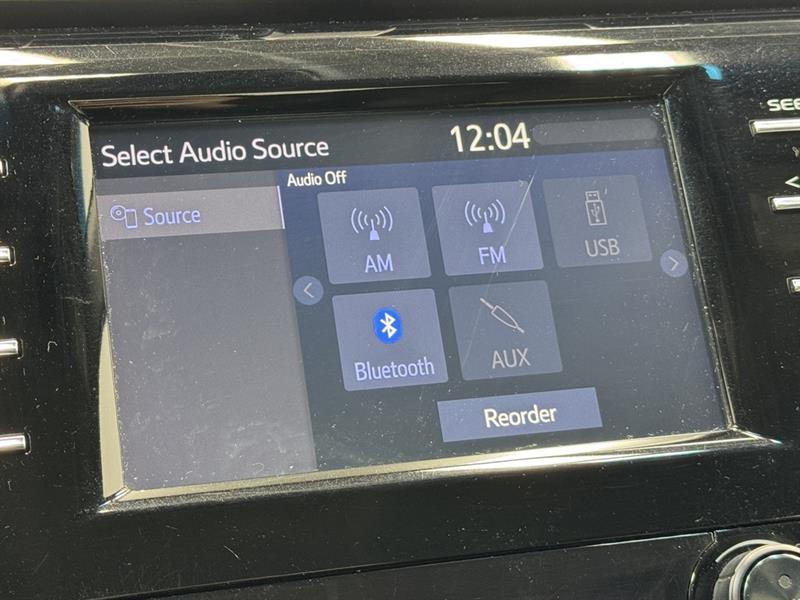 Select Audio Source
12:04
Audio Off
Source
AM
FM
USB
Bluetooth
AUX
Reorder